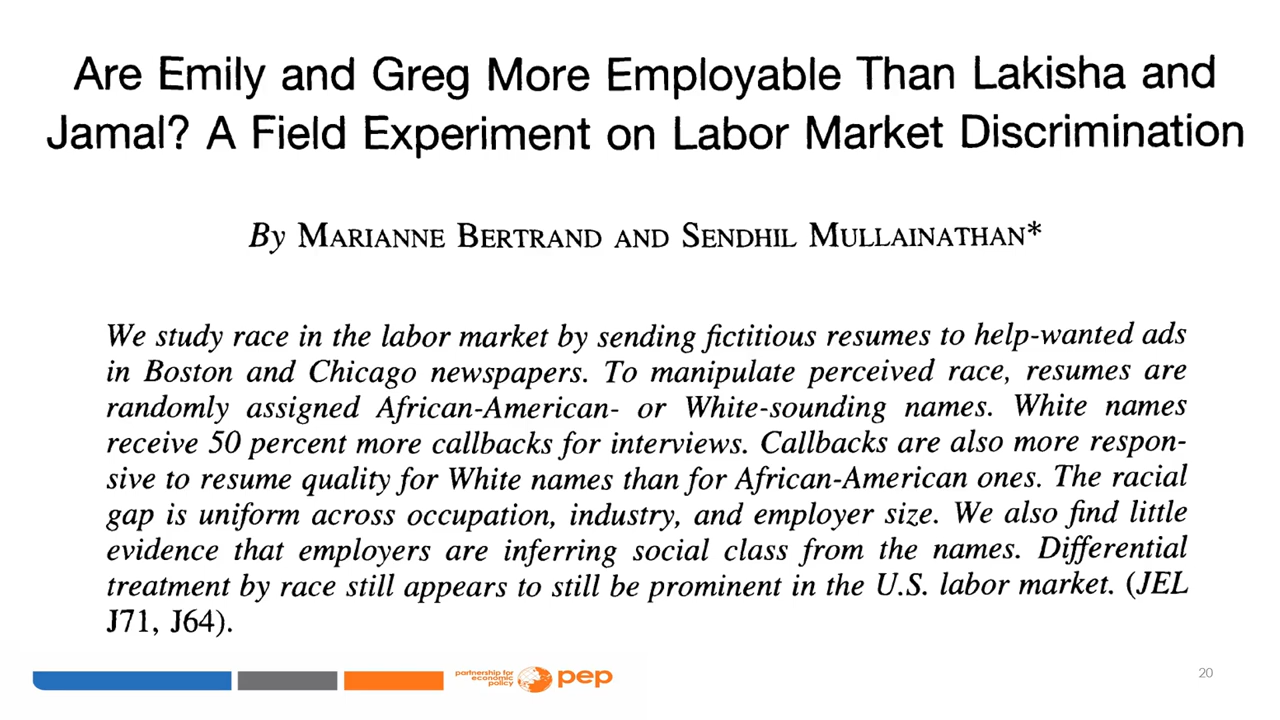 Are Emily and Greg More Employable Than Lakisha and
Jamal? A Field Experiment on Labor Market Discrimination
By MARIANNE BERTRAND AND SENDHIL MULLAINATHAN*
We study race in the labor market by sending fictitious resumes to help-wanted ads
in Boston and Chicago newspapers. To manipulate perceived race, resumes are
randomly assigned African-American- or White-sounding names. White names
receive 50 percent more callbacks for interviews. Callbacks are also more respon-
sive to resume quality for White names than for African-American ones. The racial
gap is uniform across occupation, industry, and employer size. We also find little
evidence that employers are inferring social class from the names. Differential
treatment by race still appears to still be prominent in the U.S. labor market. (JEL
J71, J64).
partnership for
economic
policy
pep
20